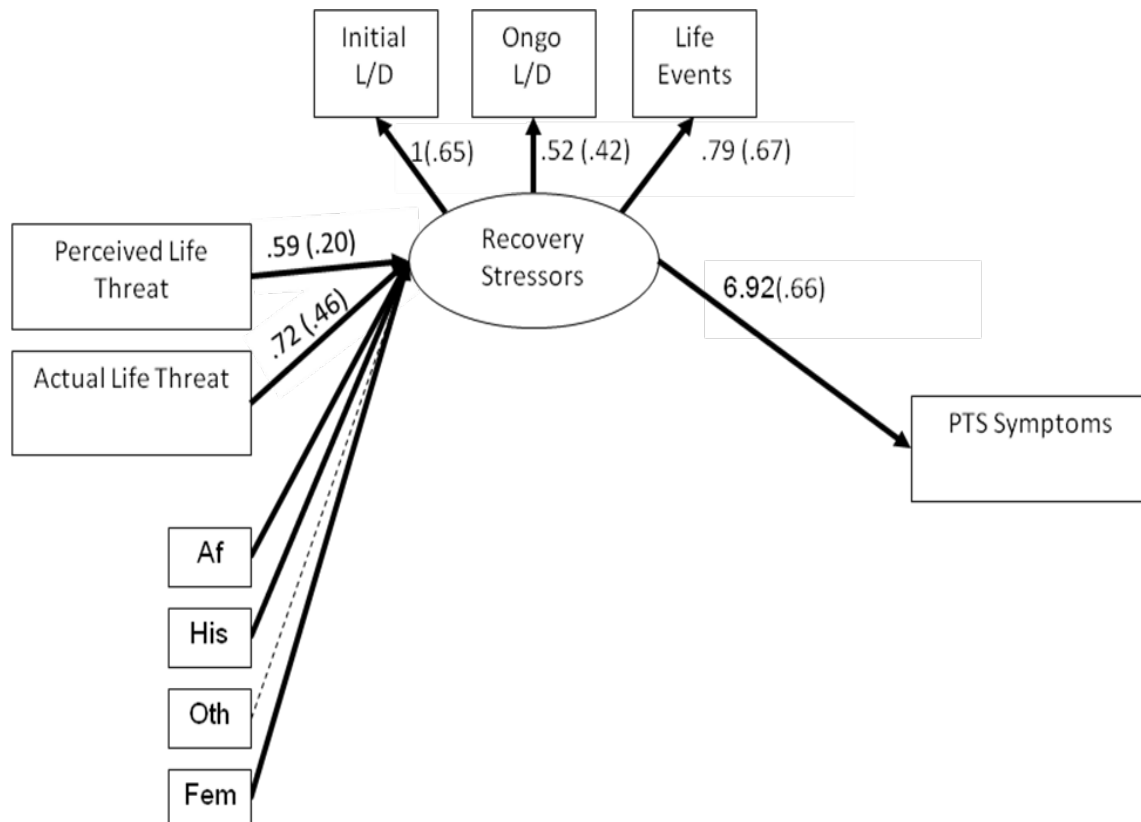 Initial
L/D
Ongo
L/D
Life
Events
1(.65)
.52 (.42)
.79 (.67)
Perceived Life
Threat
.59 (.20)
Recovery
Stressors
.72 (.46)
6.92(.66)
Actual Life Threat
PTS Symptoms
Af
His
Oth
Fem